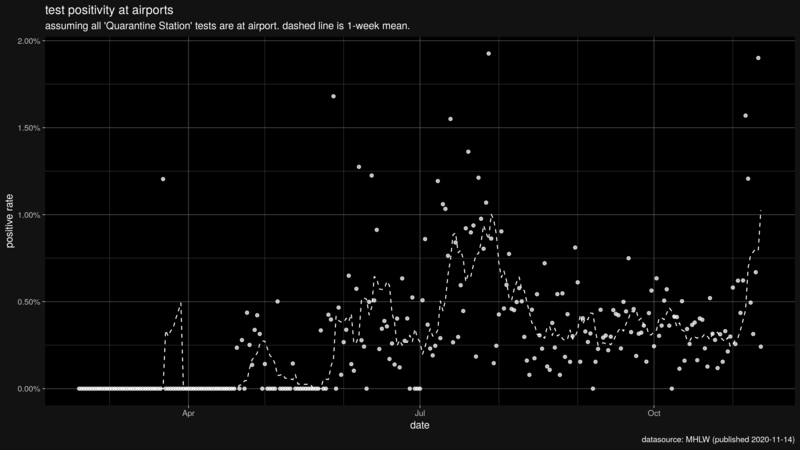 test positivity at airports
assuming all 'Quarantine Station' tests are at airport. dashed line is 1-week mean.
2.00%
1.50%
1.00%
0.50%
0.00%
positive rate
Apr
Jul
Oct
date
datasource: MHLW (published 2020-11-14)